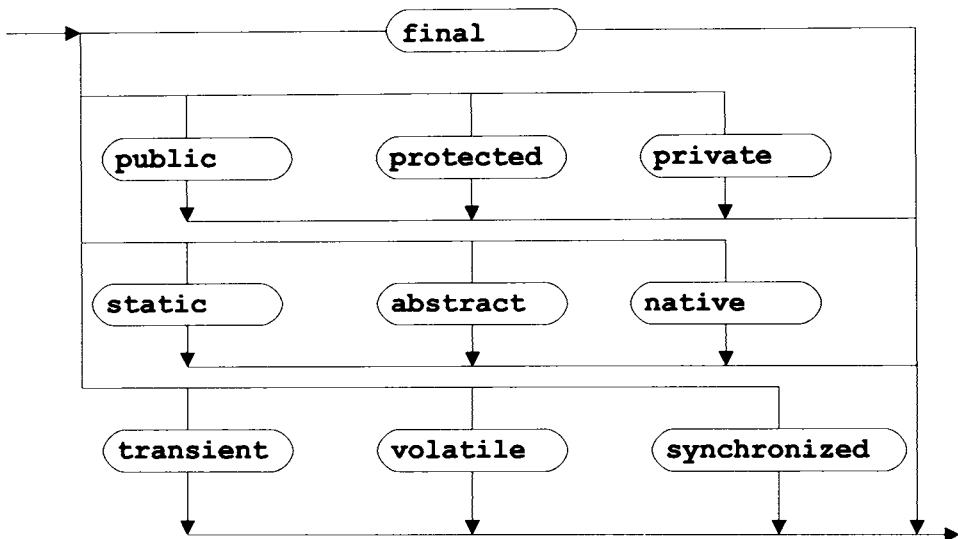 final
public protected private
static abstract native
transient volatile synchronized